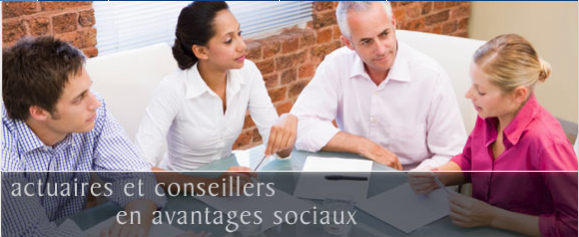 actuaires et conseillers
en avantages sociaux